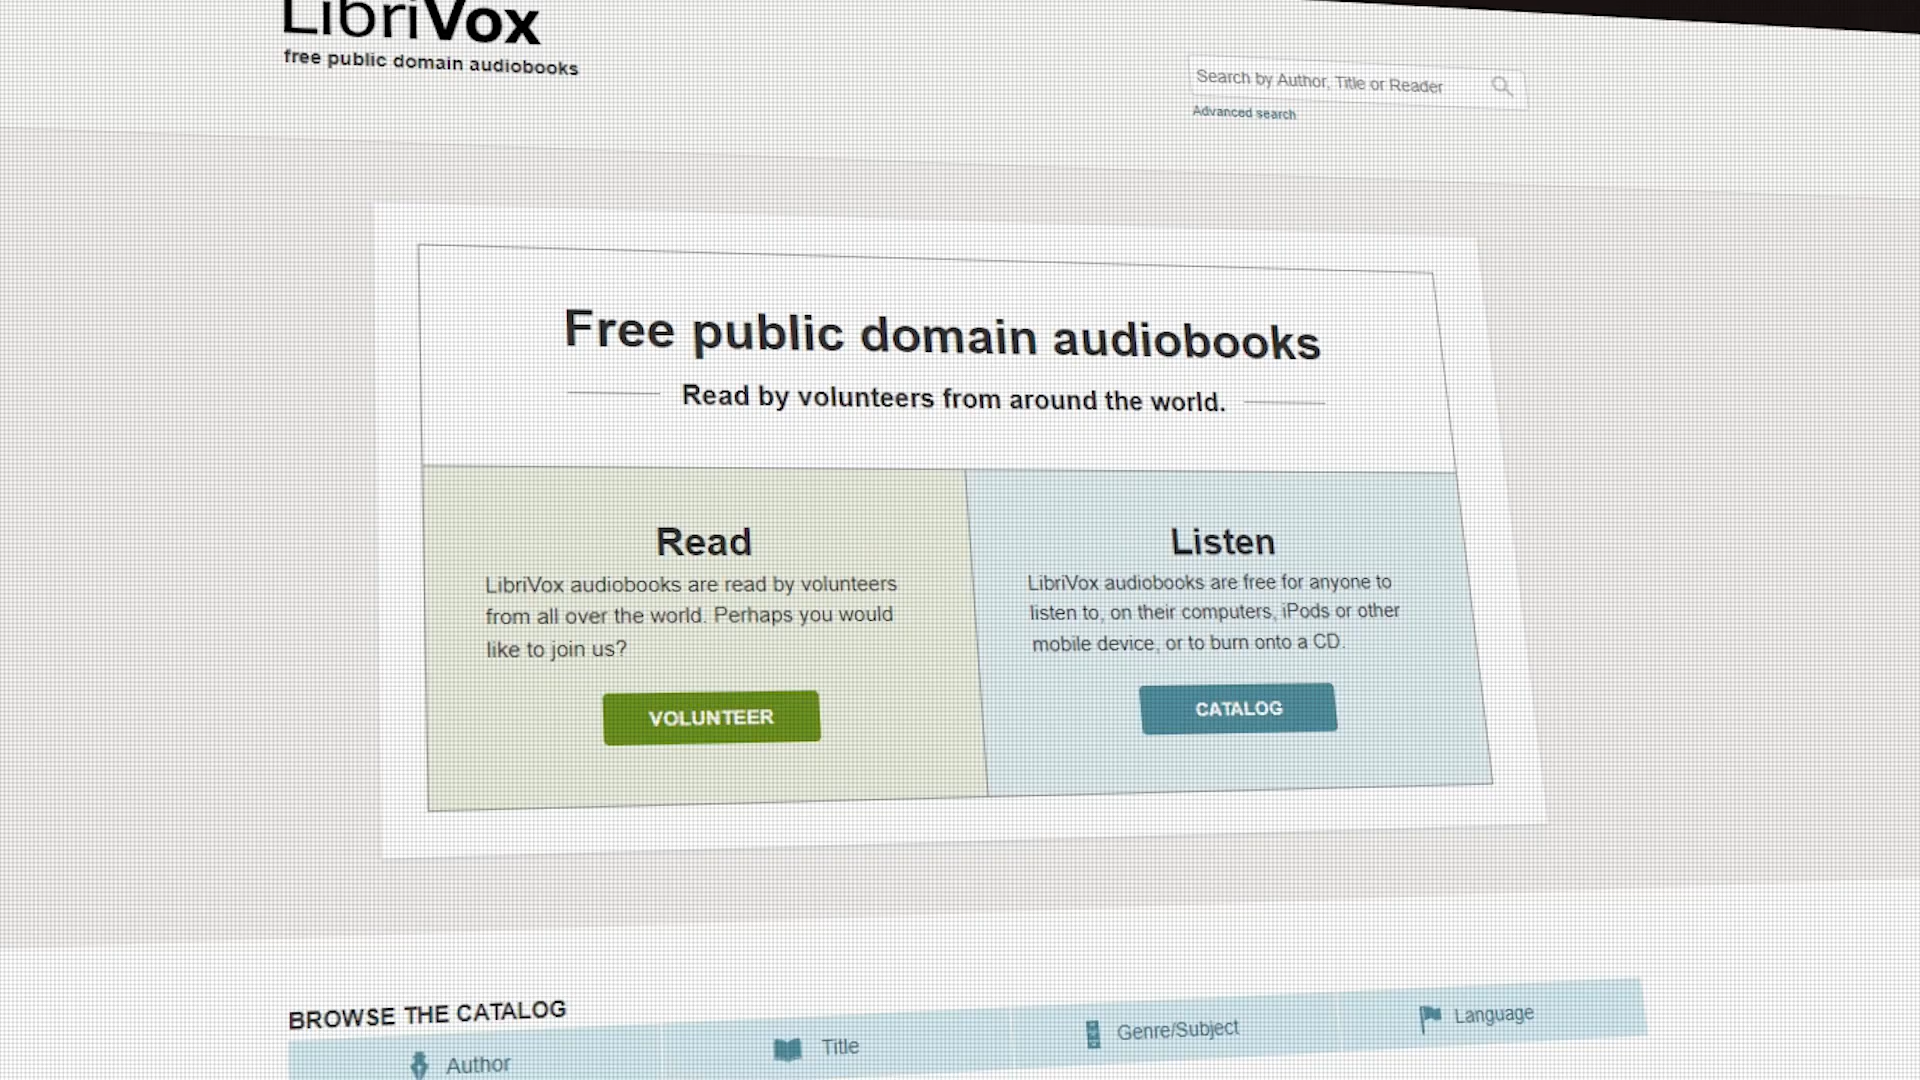 LibriVox
free public domain audiobooks
Search by Author, Title or Reader
Advanced search
Free public domain audiobooks
Read by volunteers from around the world.
Read
LibriVox audiobooks are read by volunteers
from all over the world. Perhaps you would
like to join us?
VOLUNTEER
Listen
LibriVox audiobooks are free for anyone to
listen to, on their computers, iPods or other
mobile device, or to burn onto a CD.
CATALOG
BROWSE THE CATALOG
Author
Title
Genre/Subject
Language